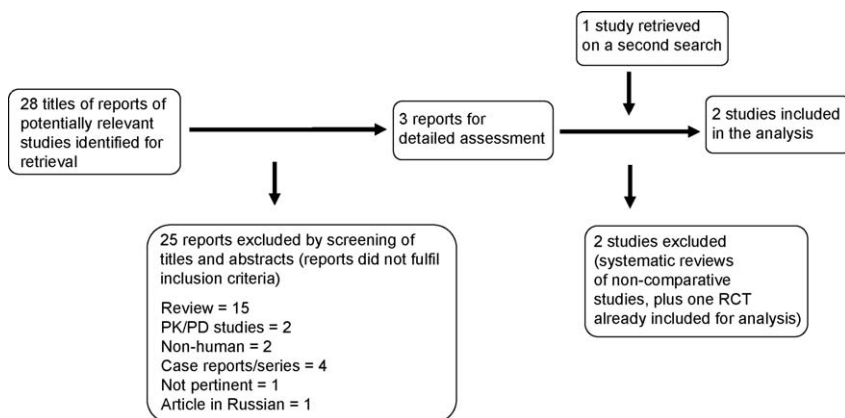 1 study retrieved
on a second search
28 titles of reports of
potentially relevant
studies identified for
retrieval
3 reports for
detailed assessment
2 studies included
in the analysis
25 reports excluded by screening of
titles and abstracts (reports did not fulfil
inclusion criteria)
Review = 15
PK/PD studies = 2
Non-human = 2
Case reports/series = 4
Not pertinent = 1
Article in Russian = 1
2 studies excluded
(systematic reviews
of non-comparative
studies, plus one RCT
already included for analysis)